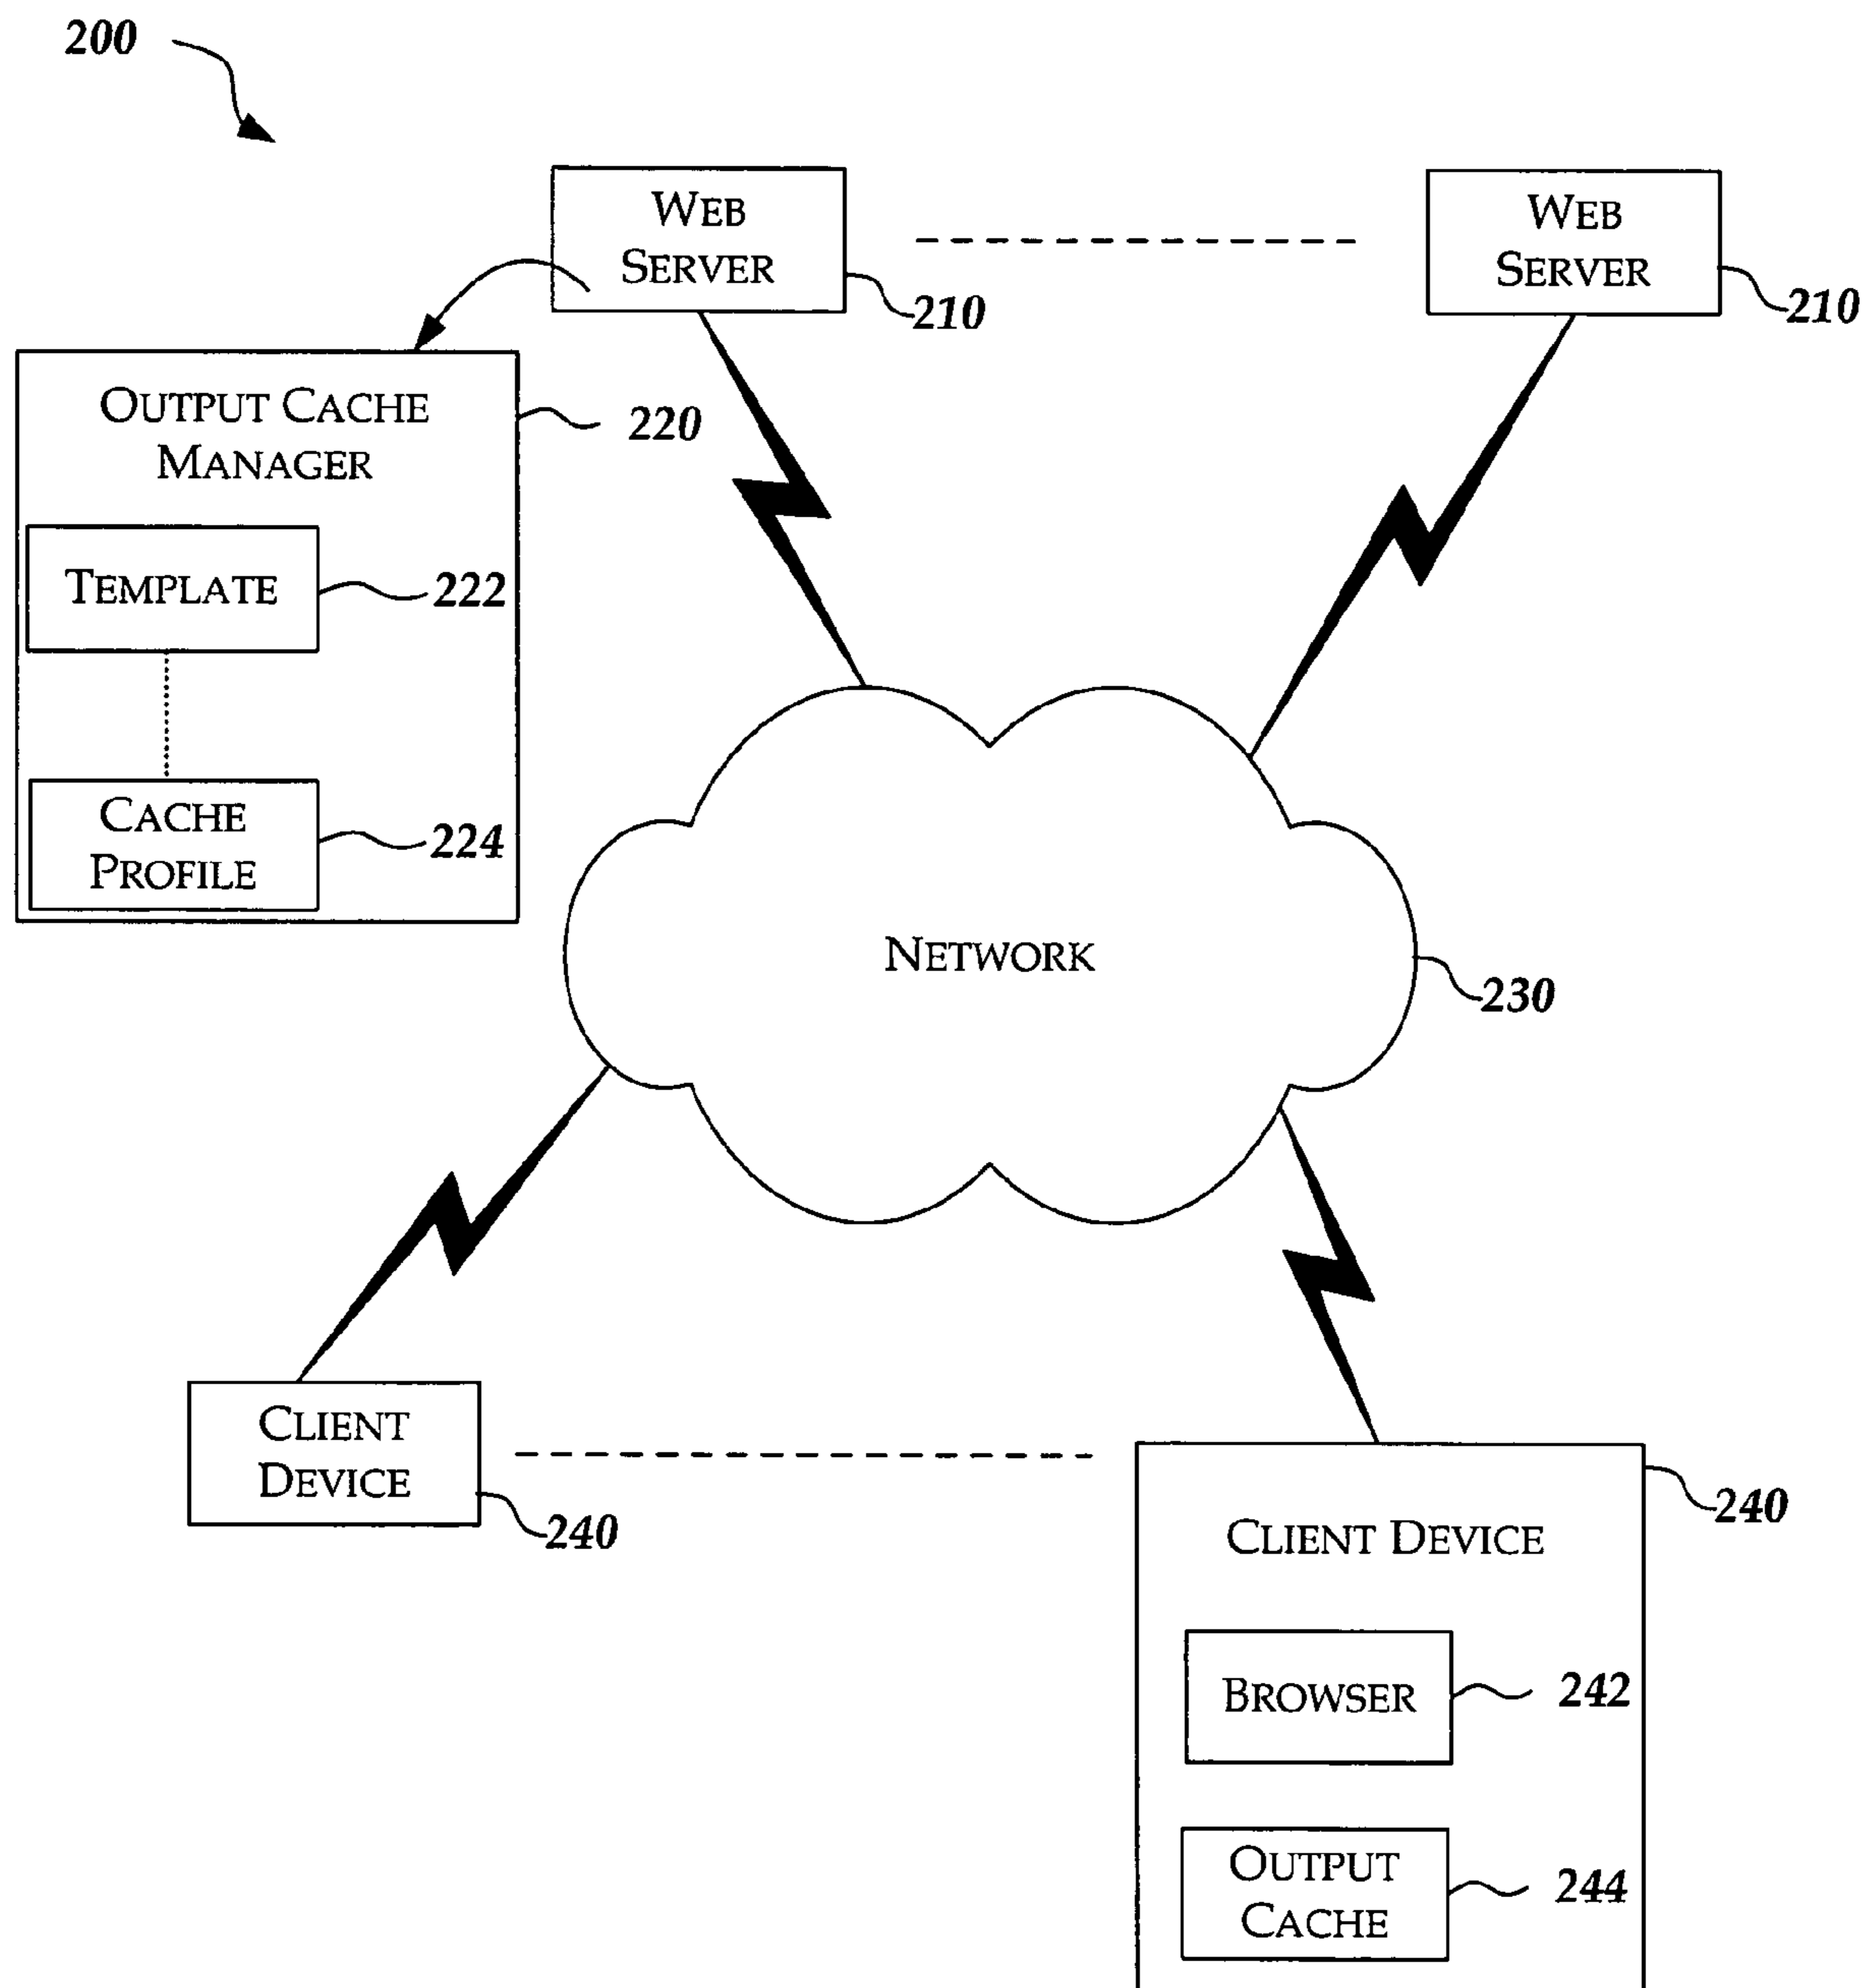 200
WEB
SERVER
210
WEB
SERVER
210
OUTPUT CACHE
MANAGER
220
TEMPLATE
222
CACHE
PROFILE
224
NETWORK
230
CLIENT
DEVICE
240
CLIENT DEVICE
240
BROWSER
242
OUTPUT
CACHE
244